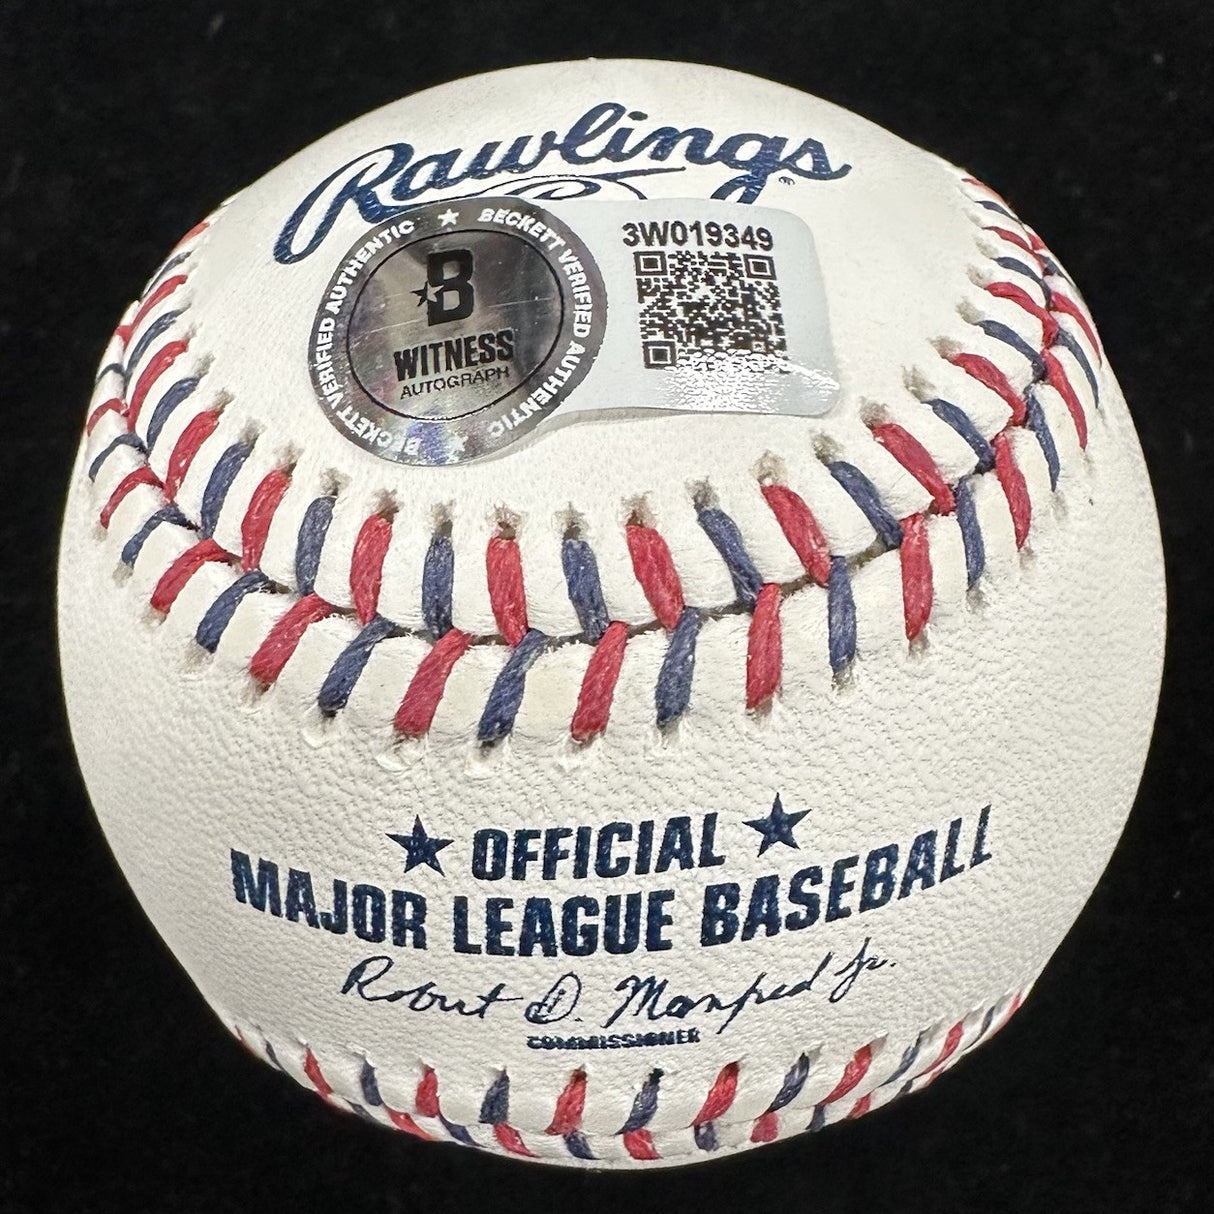 Rawlings®
BECKETT VERIFIED AUTHENTIC ★ BECKETT VERIFIED AUTHENTIC ★
B
WITNESS
AUTOGRAPH
3W019349
★ OFFICIAL ★
MAJOR LEAGUE BASEBALL
Robert D. Manfred Jr.
COMMISSIONER